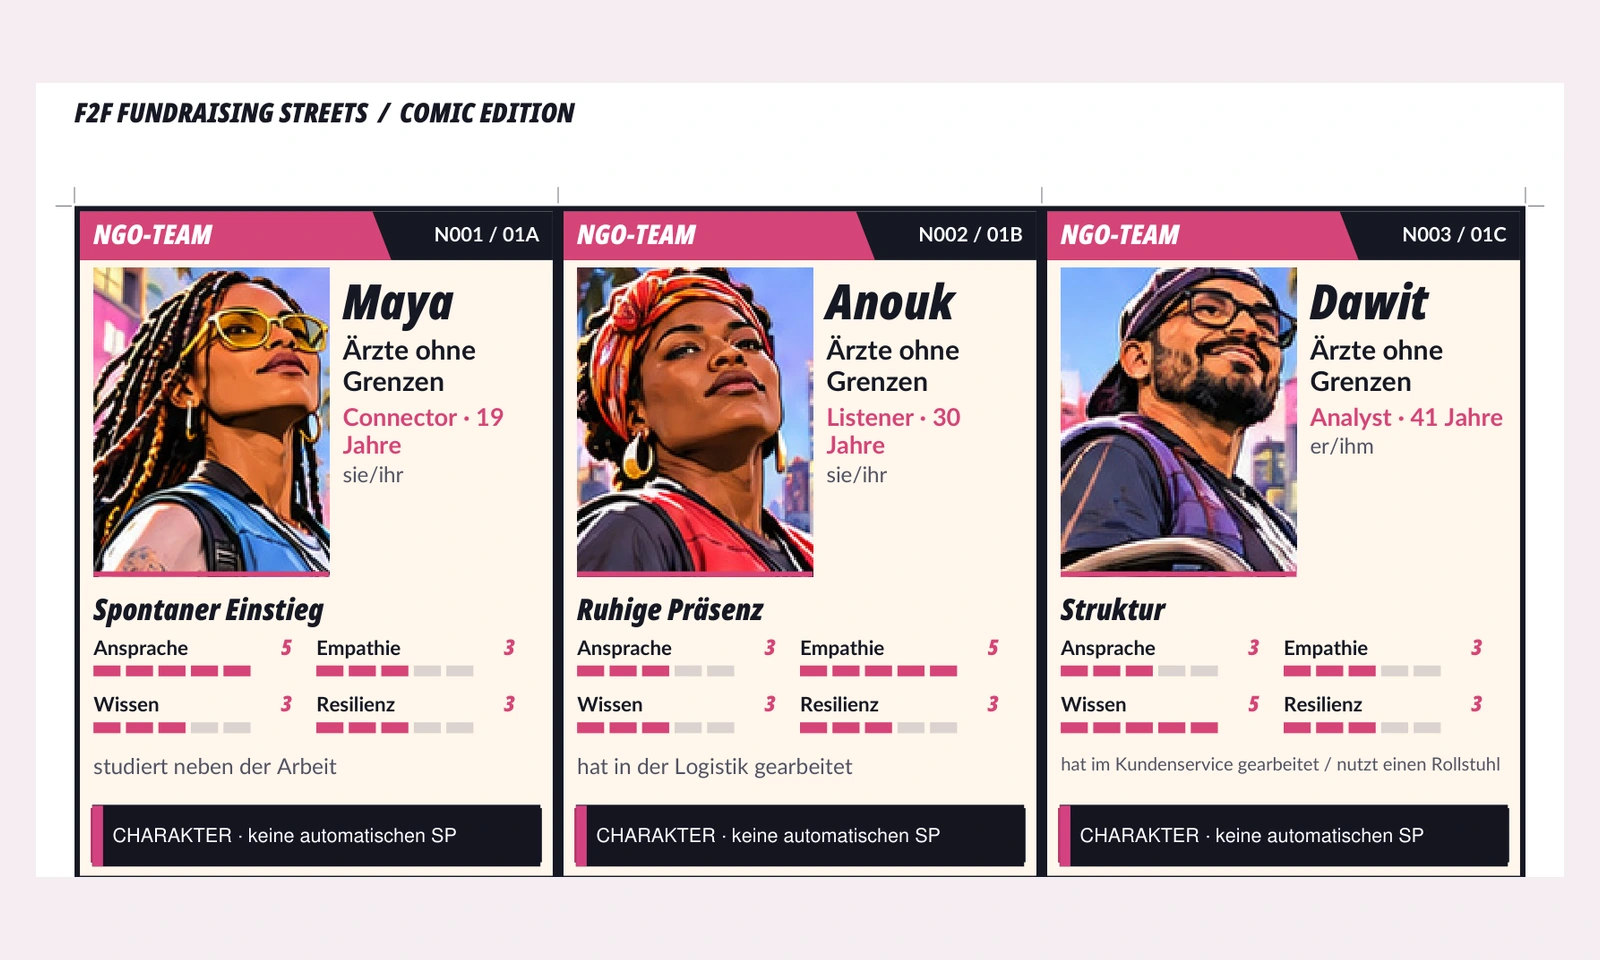 F2F FUNDRAISING STREETS / COMIC EDITION
NGO-TEAM
N001 / 01A
Maya
Ärzte ohne
Grenzen
Connector · 19
Jahre
sie/ihr
Spontaner Einstieg
Ansprache 5 Empathie 3
Wissen 3 Resilienz 3
studiert neben der Arbeit
CHARAKTER · keine automatischen SP
NGO-TEAM
N002 / 01B
Anouk
Ärzte ohne
Grenzen
Listener · 30
Jahre
sie/ihr
Ruhige Präsenz
Ansprache 3 Empathie 5
Wissen 3 Resilienz 3
hat in der Logistik gearbeitet
CHARAKTER · keine automatischen SP
NGO-TEAM
N003 / 01C
Dawit
Ärzte ohne
Grenzen
Analyst · 41 Jahre
er/ihm
Struktur
Ansprache 3 Empathie 3
Wissen 5 Resilienz 3
hat im Kundenservice gearbeitet / nutzt einen Rollstuhl
CHARAKTER · keine automatischen SP